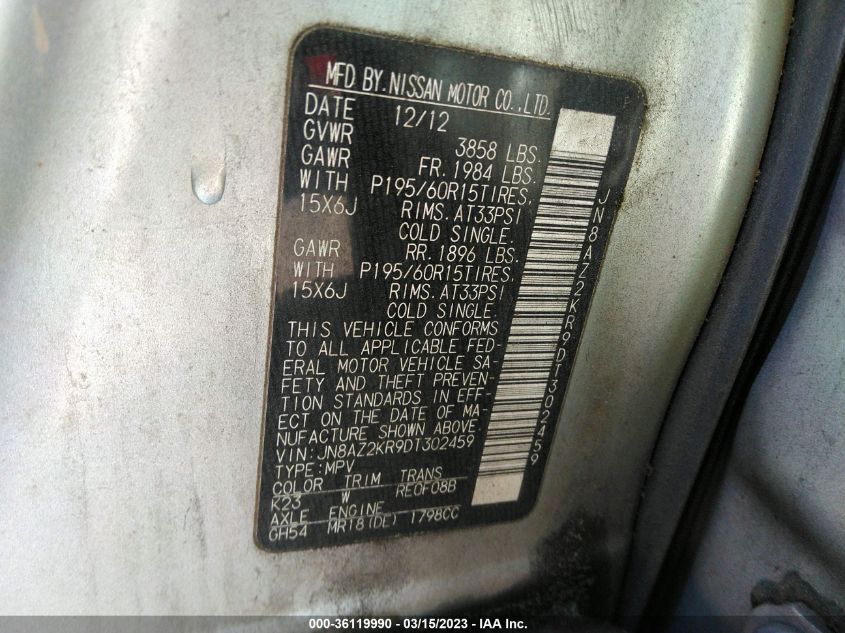 MFD BY. NISSAN MOTOR CO.,LTD.
DATE 12/12
GVWR 3858 LBS.
GAWR FR. 1984 LBS.
WITH P195/60R15TIRES,
15X6J RIMS. AT33PSI
COLD SINGLE.
GAWR RR. 1896 LBS.
WITH P195/60R15TIRES,
15X6J RIMS. AT33PSI
COLD SINGLE.
THIS VEHICLE CONFORMS
TO ALL APPLICABLE FED-
ERAL MOTOR VEHICLE SA-
FETY AND THEFT PREVEN-
TION STANDARDS IN EFF-
ECT ON THE DATE OF MA-
NUFACTURE SHOWN ABOVE.
VIN:JN8AZ2KR9DT302459
TYPE:MPV
COLOR TRIM TRANS
K23 W RE0F08B
AXLE ENGINE
GH54 MR18(DE) 1798CC
JN8AZ2KR9DT302459
000-36119990 - 03/15/2023 - IAA Inc.